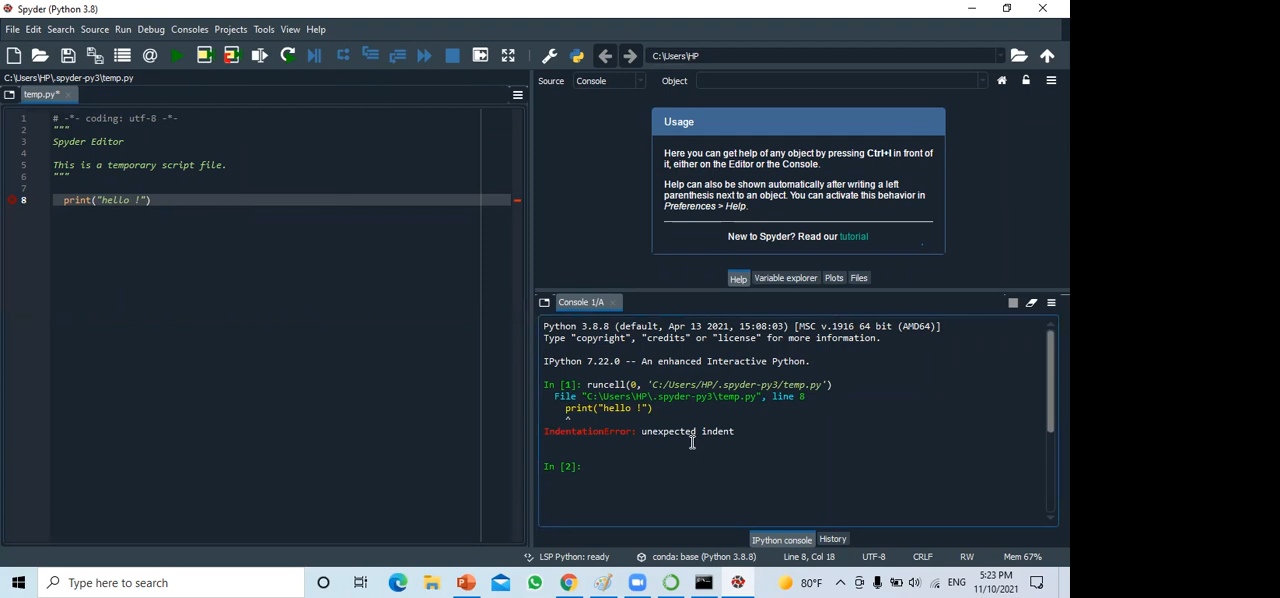 Spyder (Python 3.8)
File Edit Search Source Run Debug Consoles Projects Tools View Help
C:\Users\HP
C:\Users\HP\.spyder-py3\temp.py
Source Console Object
temp.py*
1 # -*- coding: utf-8 -*-
2 """
3 Spyder Editor
4
5 This is a temporary script file.
6 """
7
8 print("hello !")
Usage
Here you can get help of any object by pressing Ctrl+I in front of
it, either on the Editor or the Console.
Help can also be shown automatically after writing a left
parenthesis next to an object. You can activate this behavior in
Preferences > Help.
New to Spyder? Read our tutorial
Help Variable explorer Plots Files
Console 1/A
Python 3.8.8 (default, Apr 13 2021, 15:08:03) [MSC v.1916 64 bit (AMD64)]
Type "copyright", "credits" or "license" for more information.
IPython 7.22.0 -- An enhanced Interactive Python.
In [1]: runcell(0, 'C:/Users/HP/.spyder-py3/temp.py')
File "C:\Users\HP\.spyder-py3\temp.py", line 8
print("hello !")
^
IndentationError: unexpected indent
In [2]:
IPython console History
LSP Python: ready conda: base (Python 3.8.8) Line 8, Col 18 UTF-8 CRLF RW Mem 67%
Type here to search
80°F ENG 5:23 PM
11/10/2021